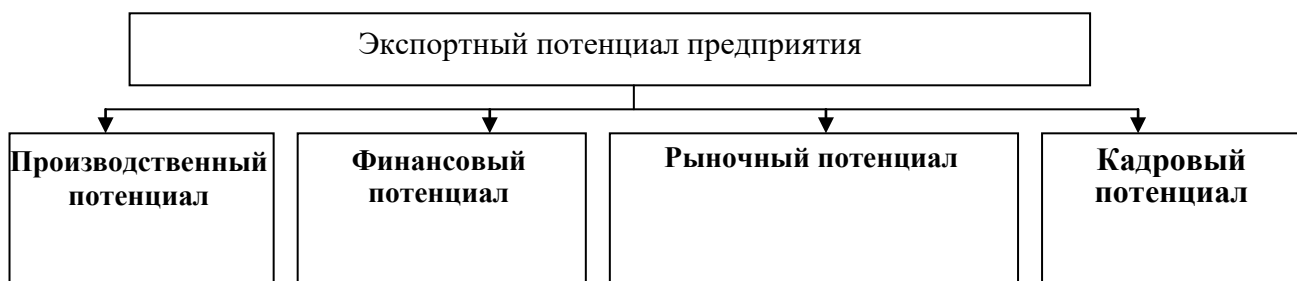 Экспортный потенциал предприятия
Производственный
потенциал
Финансовый
потенциал
Рыночный потенциал
Кадровый
потенциал